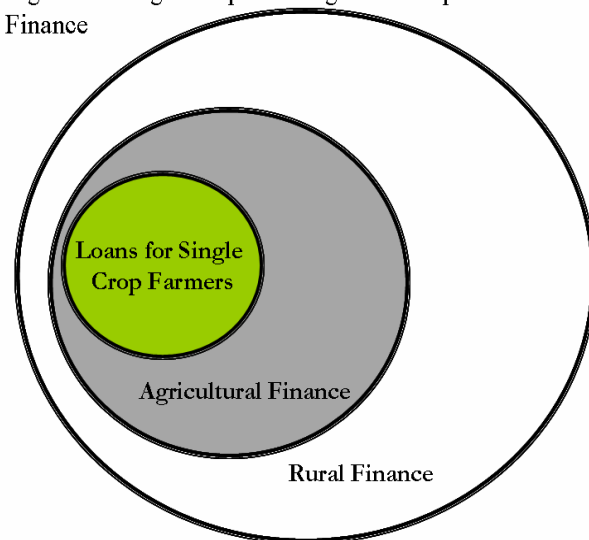 Finance
Loans for Single
Crop Farmers
Agricultural Finance
Rural Finance